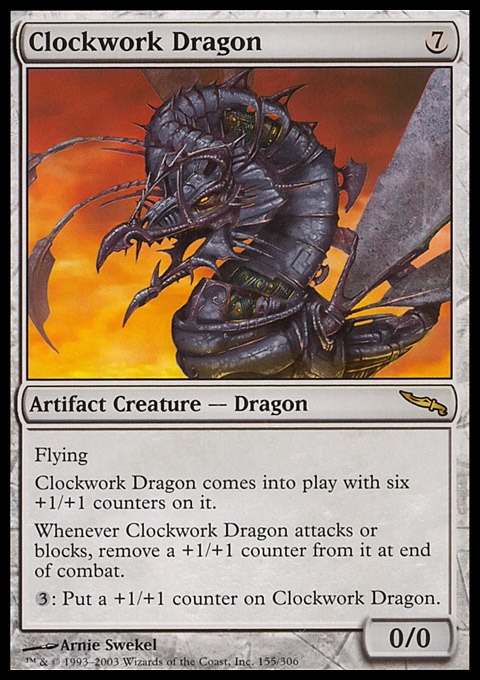 Clockwork Dragon 7
Artifact Creature — Dragon
Flying
Clockwork Dragon comes into play with six
+1/+1 counters on it.
Whenever Clockwork Dragon attacks or
blocks, remove a +1/+1 counter from it at end
of combat.
3: Put a +1/+1 counter on Clockwork Dragon.
Arnie Swekel
0/0
™ & © 1993–2003 Wizards of the Coast, Inc. 155/306